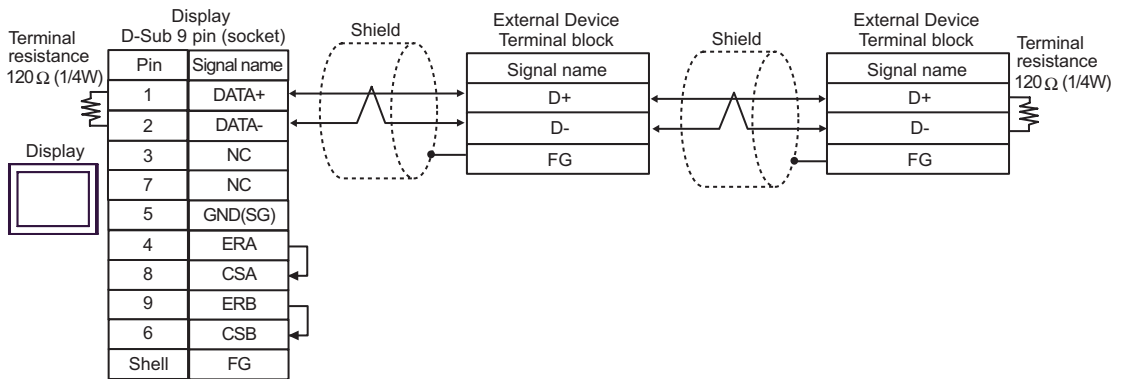 Display
D-Sub 9 pin (socket)
Terminal
resistance
120 Ω (1/4W)
Pin Signal name
1 DATA+
2 DATA-
3 NC
7 NC
5 GND(SG)
4 ERA
8 CSA
9 ERB
6 CSB
Shell FG
Display
Shield
External Device
Terminal block
Signal name
D+
D-
FG
Shield
External Device
Terminal block
Signal name
D+
D-
FG
Terminal
resistance
120 Ω (1/4W)